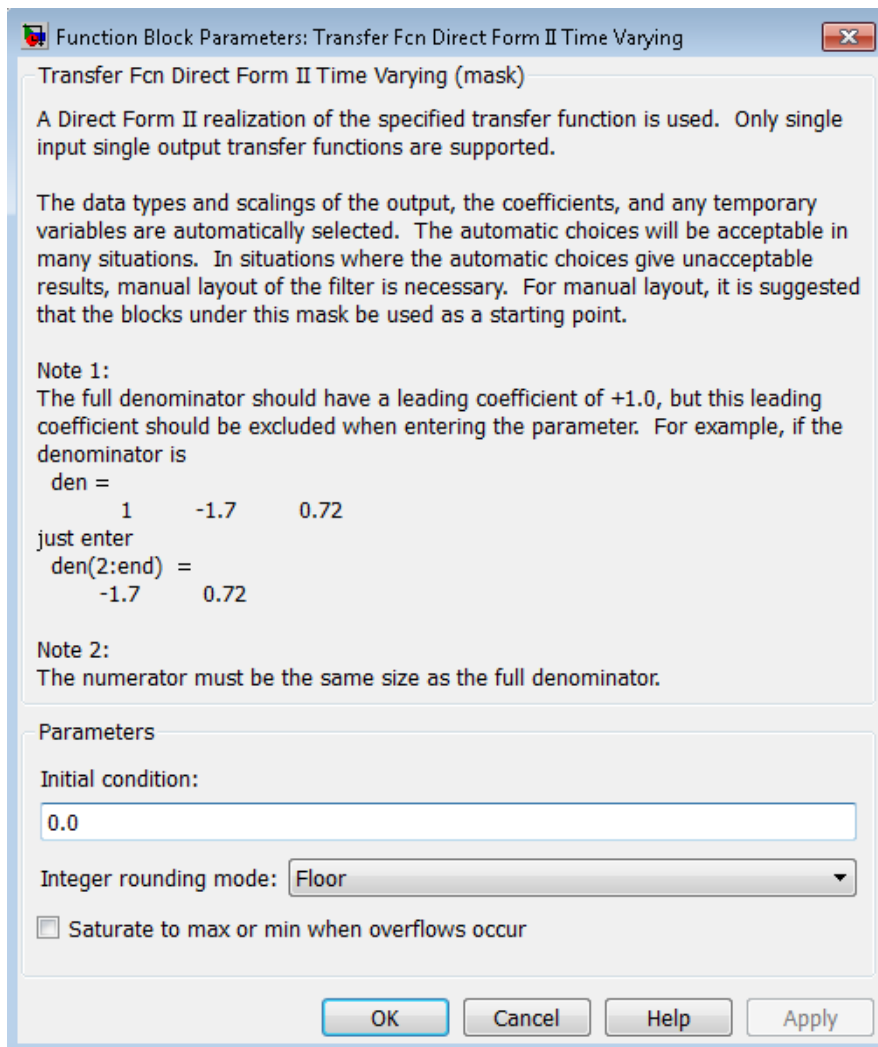 Function Block Parameters: Transfer Fcn Direct Form II Time Varying
Transfer Fcn Direct Form II Time Varying (mask)
A Direct Form II realization of the specified transfer function is used.  Only single
input single output transfer functions are supported.
The data types and scalings of the output, the coefficients, and any temporary
variables are automatically selected.  The automatic choices will be acceptable in
many situations.  In situations where the automatic choices give unacceptable
results, manual layout of the filter is necessary.  For manual layout, it is suggested
that the blocks under this mask be used as a starting point.
Note 1:
The full denominator should have a leading coefficient of +1.0, but this leading
coefficient should be excluded when entering the parameter.  For example, if the
denominator is
den =
1 -1.7 0.72
just enter
den(2:end) =
-1.7 0.72
Note 2:
The numerator must be the same size as the full denominator.
Parameters
Initial condition:
0.0
Integer rounding mode: Floor
Saturate to max or min when overflows occur
OK Cancel Help Apply